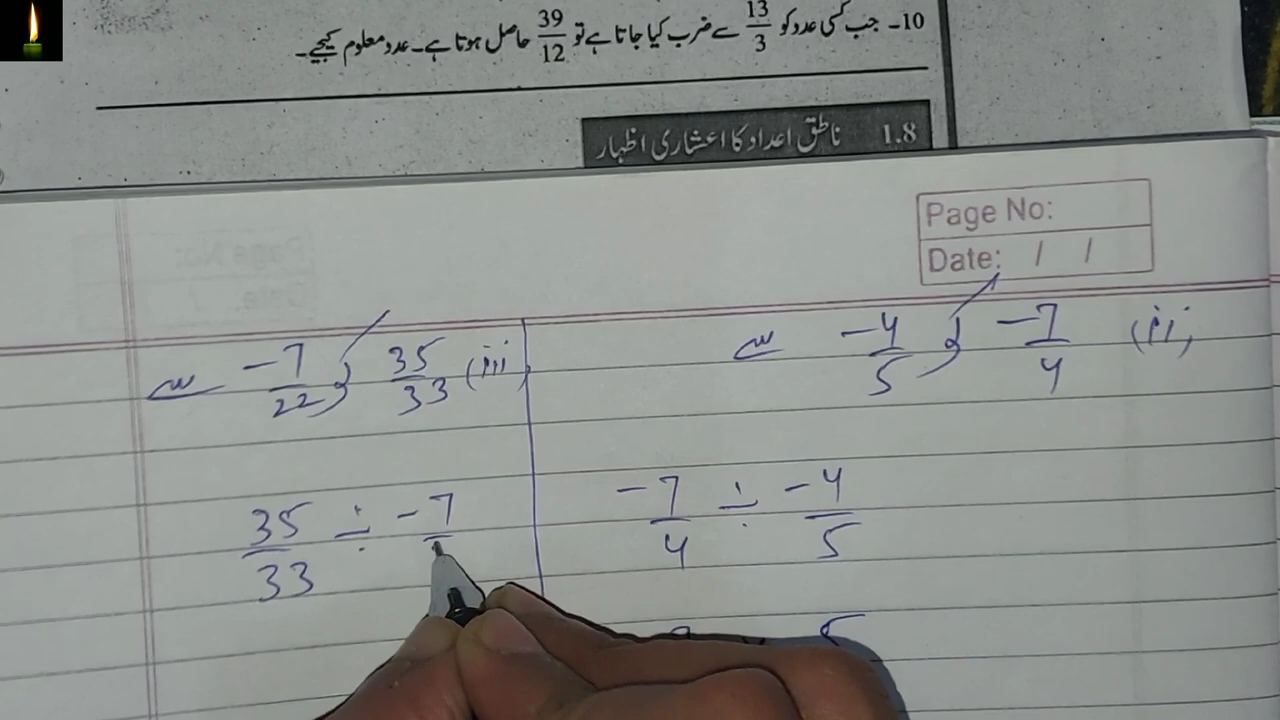 10- جب کسی عدد کو 13/3 سے ضرب کیا جاتا ہے تو 39/12 حاصل ہوتا ہے۔ عدد معلوم کیجیے۔
1.8 ناطق اعداد کا اعشاری اظہار
Page No:
Date: / /
(ii) -7/4 کو -4/5 سے
-7/4 ÷ -4/5
5
(iii) 35/33 کو -7/22 سے
35/33 ÷ -7